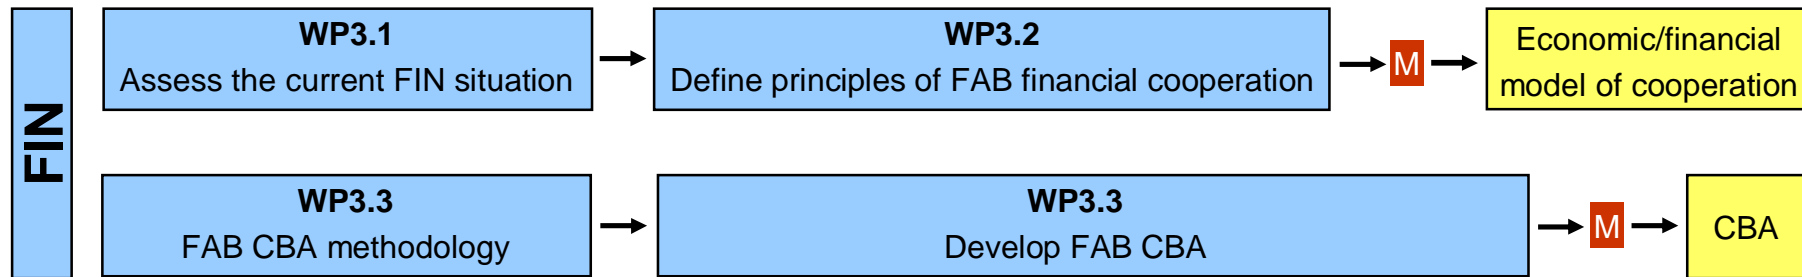 FIN
WP3.1
Assess the current FIN situation
WP3.2
Define principles of FAB financial cooperation
M
Economic/financial
model of cooperation
WP3.3
FAB CBA methodology
WP3.3
Develop FAB CBA
M
CBA